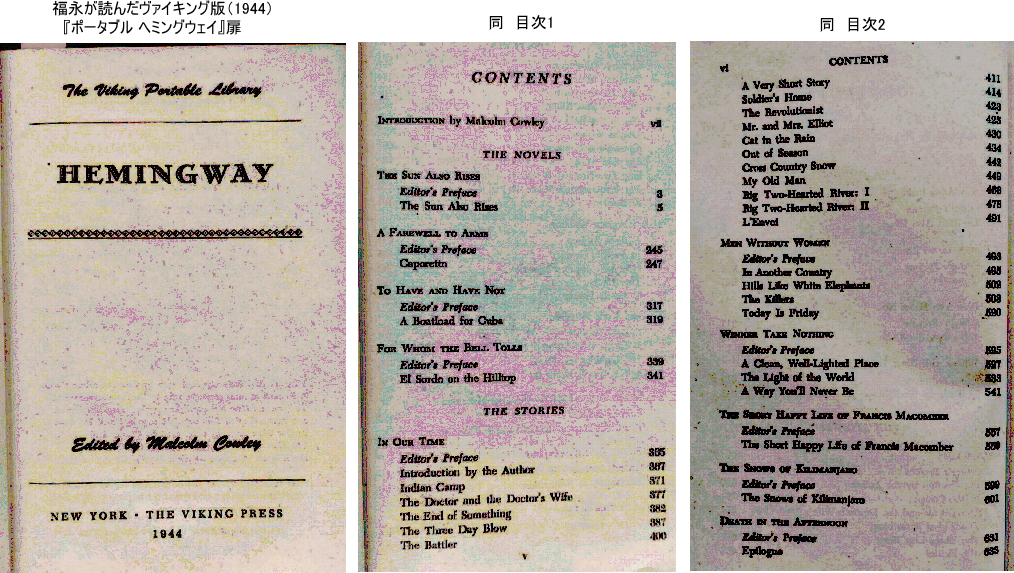 福永が読んだヴァイキング版(1944)
『ポータブル ヘミングウェイ』扉
The Viking Portable Library
HEMINGWAY
Edited by Malcolm Cowley
NEW YORK · THE VIKING PRESS
1944
同 目次1
CONTENTS
INTRODUCTION by Malcolm Cowley vii
THE NOVELS
THE SUN ALSO RISES
Editor's Preface 3
The Sun Also Rises 5
A FAREWELL TO ARMS
Editor's Preface 245
Caporetto 247
TO HAVE AND HAVE NOT
Editor's Preface 317
A Boatload for Cuba 319
FOR WHOM THE BELL TOLLS
Editor's Preface 339
El Sordo on the Hilltop 341
THE STORIES
IN OUR TIME
Editor's Preface 365
Introduction by the Author 367
Indian Camp 371
The Doctor and the Doctor's Wife 377
The End of Something 382
The Three Day Blow 387
The Battler 400
v
同 目次2
vi CONTENTS
A Very Short Story 411
Soldier's Home 414
The Revolutionist 423
Mr. and Mrs. Elliot 425
Cat in the Rain 430
Out of Season 434
Cross Country Snow 442
My Old Man 449
Big Two-Hearted River: I 468
Big Two-Hearted River: II 478
L'Envoi 491
MEN WITHOUT WOMEN
Editor's Preface
In Another Country
Hills Like White Elephants
The Killers
Today Is Friday
WINNER TAKE NOTHING
Editor's Preface
A Clean, Well-Lighted Place
The Light of the World
A Way You'll Never Be 541
THE SHORT HAPPY LIFE OF FRANCIS MACOMBER
Editor's Preface
The Short Happy Life of Francis Macomber
THE SNOWS OF KILIMANJARO
Editor's Preface
The Snows of Kilimanjaro 601
DEATH IN THE AFTERNOON
Editor's Preface 631
Epilogue